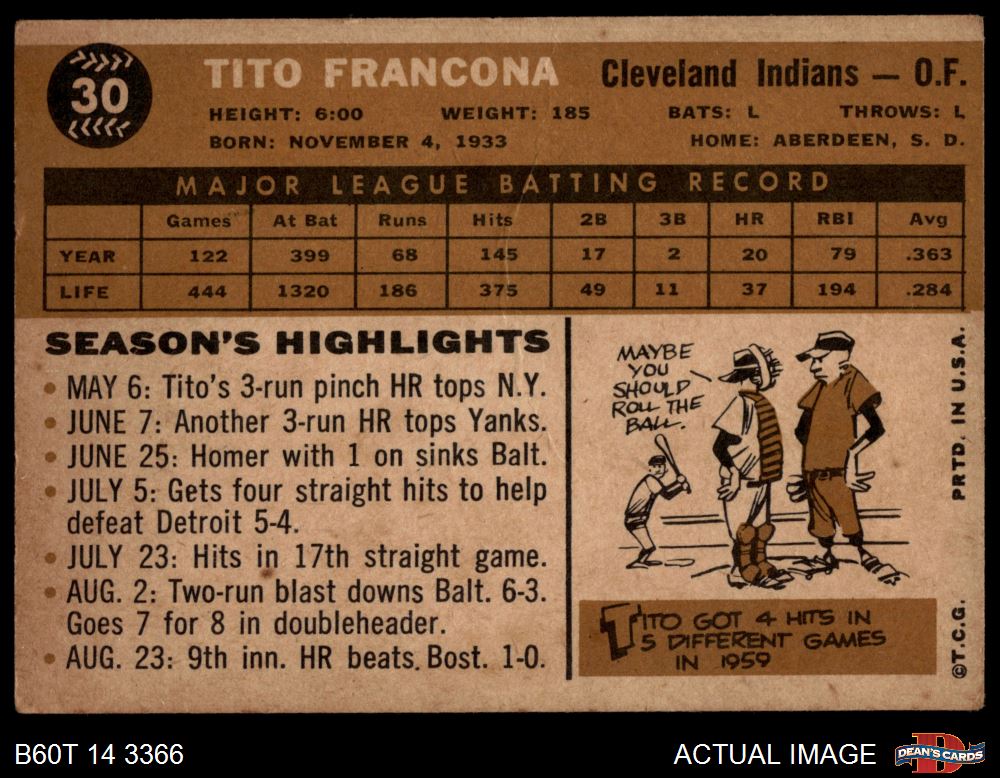 30
TITO FRANCONA
Cleveland Indians — O.F.
HEIGHT: 6:00 WEIGHT: 185 BATS: L THROWS: L
BORN: NOVEMBER 4, 1933 HOME: ABERDEEN, S. D.
MAJOR LEAGUE BATTING RECORD
Games At Bat Runs Hits 2B 3B HR RBI Avg
YEAR 122 399 68 145 17 2 20 79 .363
LIFE 444 1320 186 375 49 11 37 194 .284
SEASON'S HIGHLIGHTS
• MAY 6: Tito's 3-run pinch HR tops N.Y.
• JUNE 7: Another 3-run HR tops Yanks.
• JUNE 25: Homer with 1 on sinks Balt.
• JULY 5: Gets four straight hits to help
defeat Detroit 5-4.
• JULY 23: Hits in 17th straight game.
• AUG. 2: Two-run blast downs Balt. 6-3.
Goes 7 for 8 in doubleheader.
• AUG. 23: 9th inn. HR beats Bost. 1-0.
MAYBE
YOU
SHOULD
ROLL THE
BALL.
TITO GOT 4 HITS IN
5 DIFFERENT GAMES
IN 1959
PRTD. IN U.S.A.
©T.C.G.
B60T 14 3366
ACTUAL IMAGE
D
DEAN'S CARDS